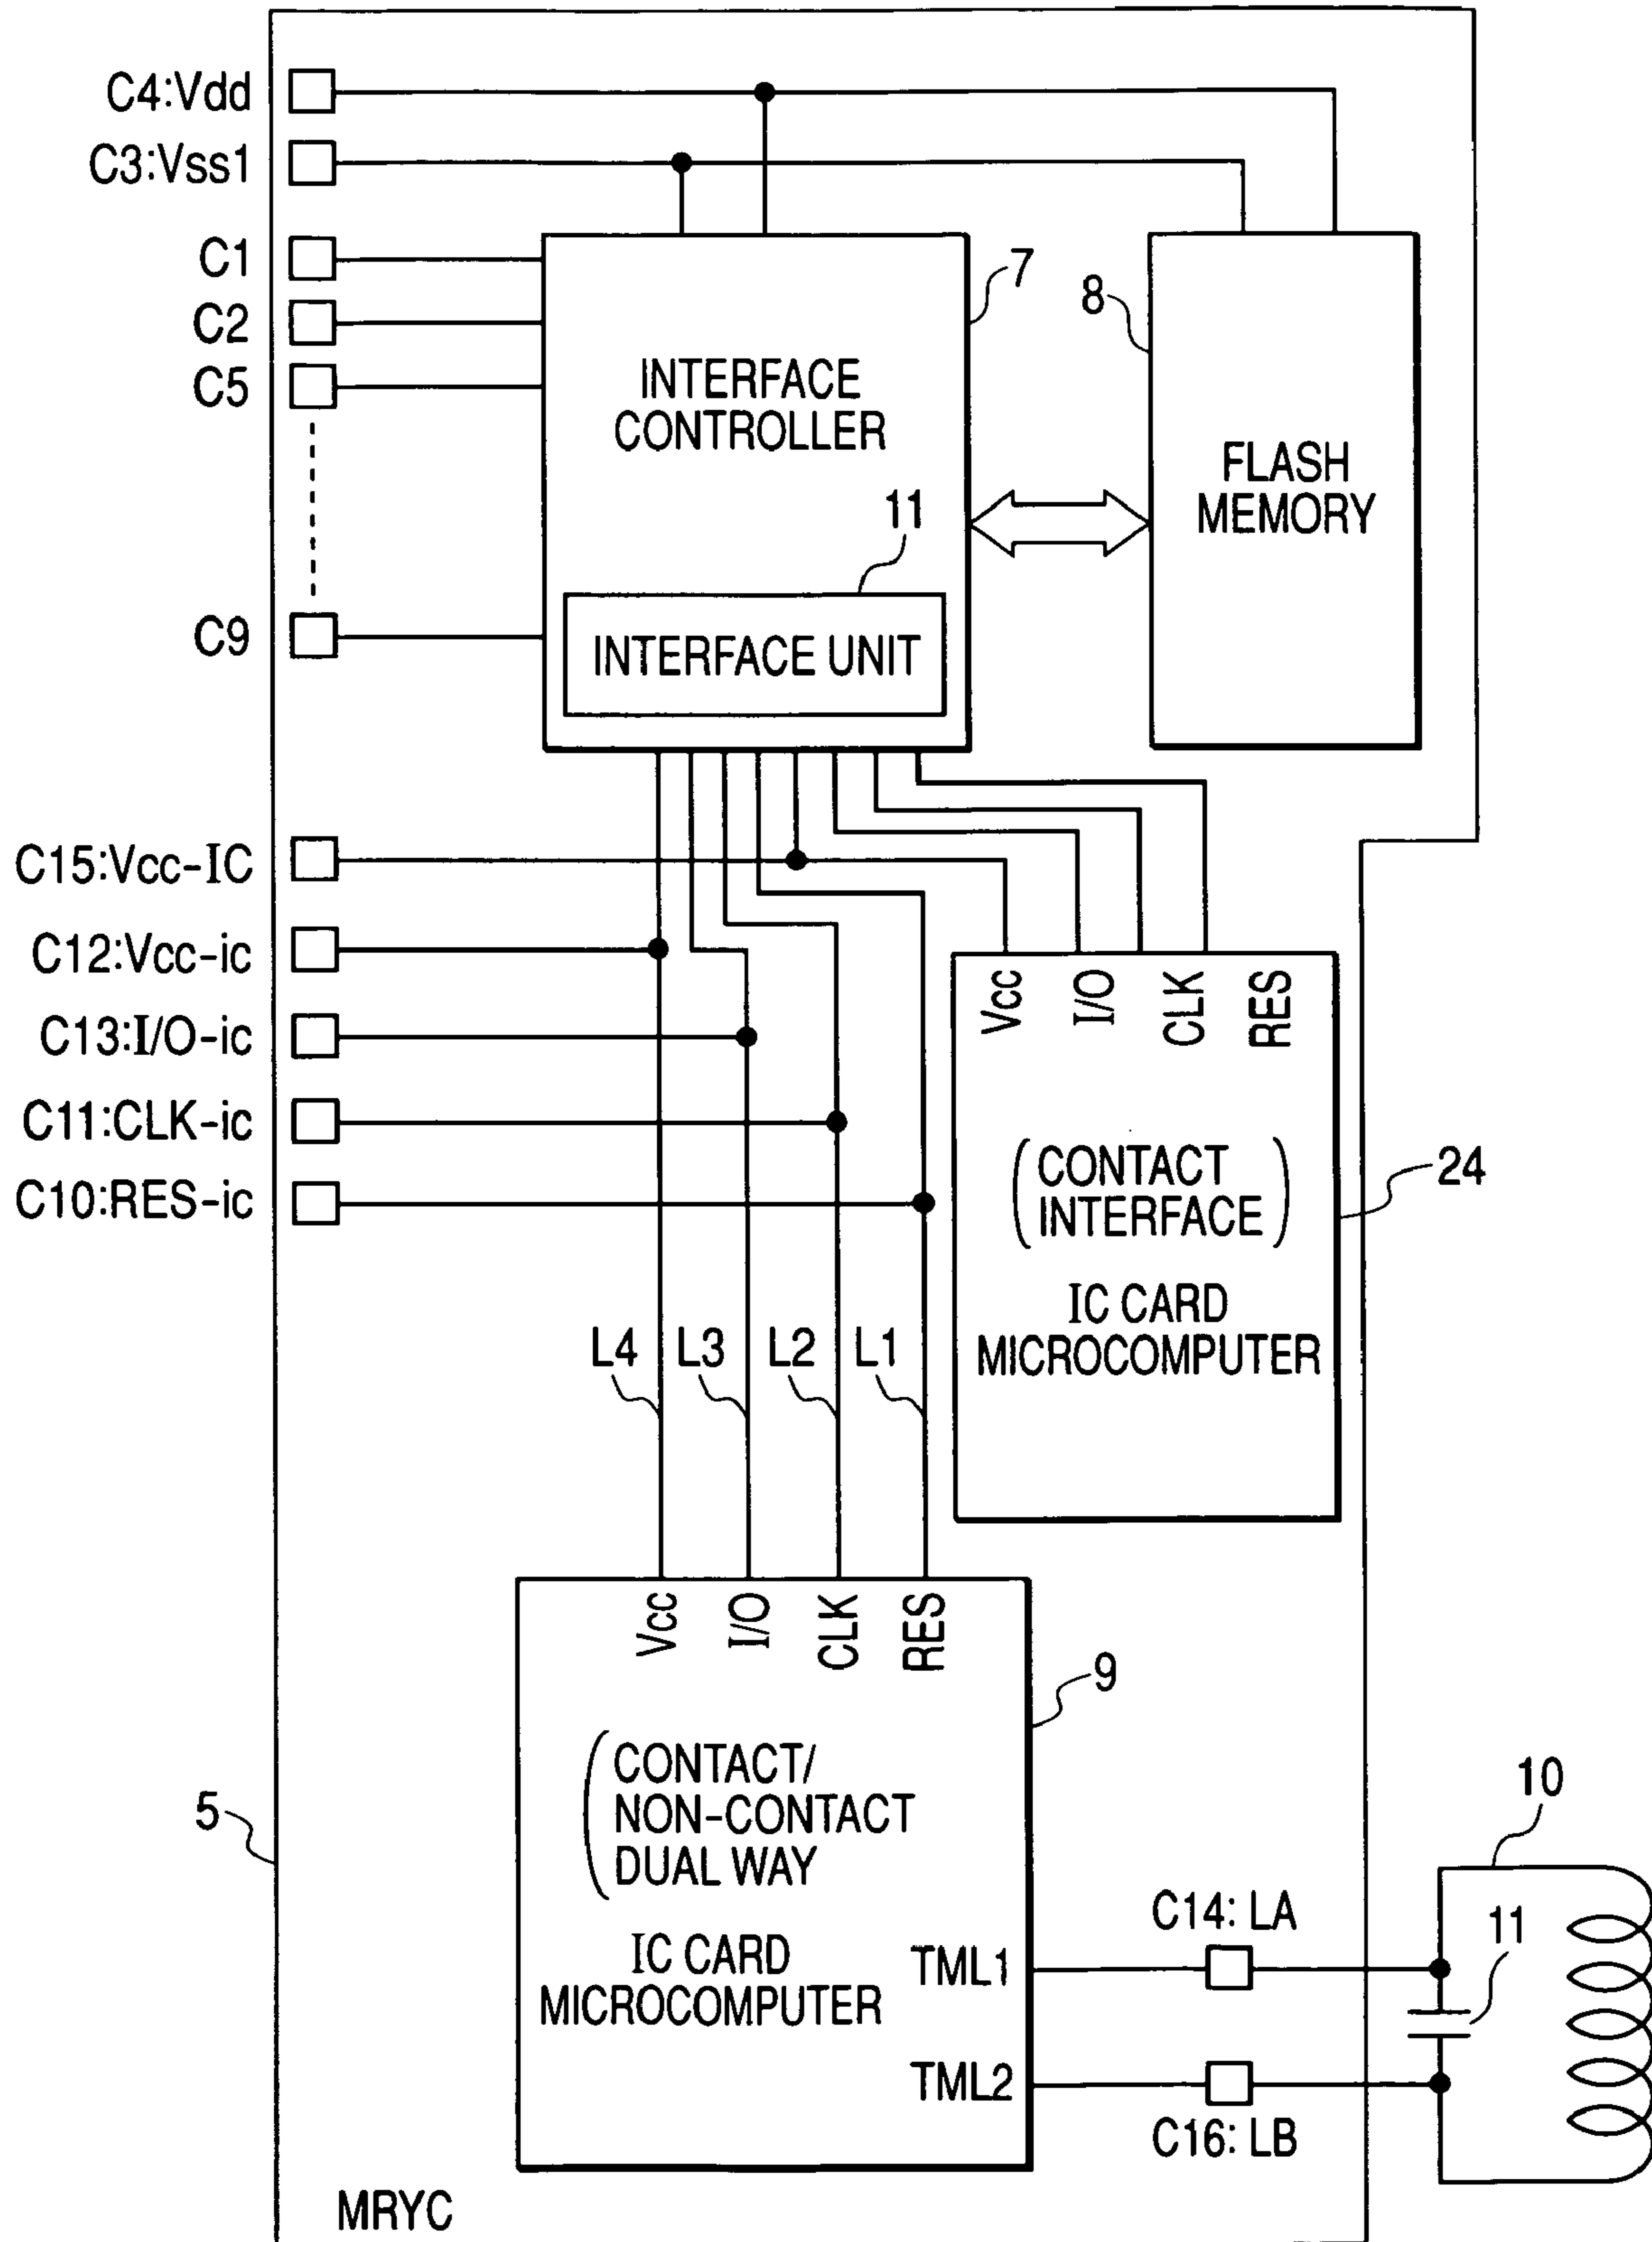 C4:Vdd
C3:Vss1
C1
C2
C5
C9
7
8
INTERFACE
CONTROLLER
11
INTERFACE UNIT
FLASH
MEMORY
C15:Vcc-IC
C12:Vcc-ic
C13:I/O-ic
C11:CLK-ic
C10:RES-ic
Vcc
I/O
CLK
RES
(CONTACT
INTERFACE)
IC CARD
MICROCOMPUTER
24
L4
L3
L2
L1
Vcc
I/O
CLK
RES
9
(CONTACT/
NON-CONTACT
DUAL WAY
IC CARD
MICROCOMPUTER
TML1
TML2
5
C14: LA
C16: LB
10
11
MRYC